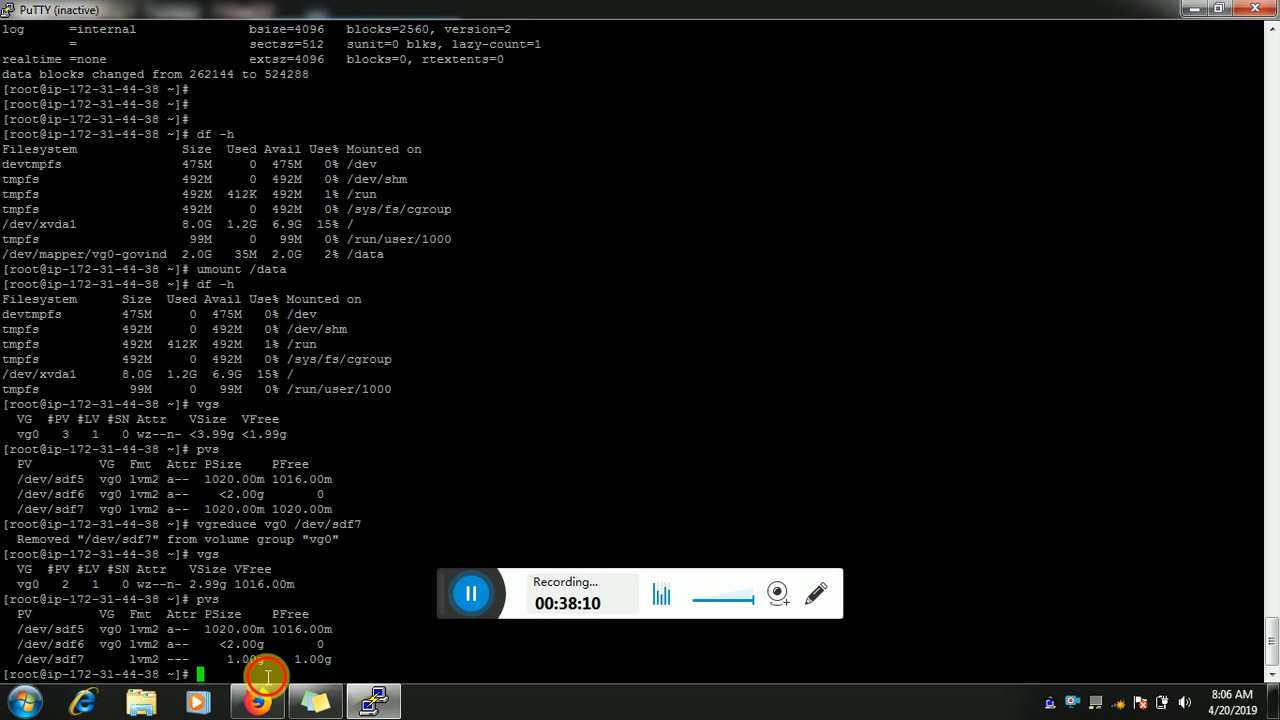 PuTTY (inactive)
log      =internal               bsize=4096   blocks=2560, version=2
         =                       sectsz=512   sunit=0 blks, lazy-count=1
realtime =none                   extsz=4096   blocks=0, rtextents=0
data blocks changed from 262144 to 524288
[root@ip-172-31-44-38 ~]#
[root@ip-172-31-44-38 ~]#
[root@ip-172-31-44-38 ~]#
[root@ip-172-31-44-38 ~]# df -h
Filesystem              Size  Used Avail Use% Mounted on
devtmpfs                475M     0  475M   0% /dev
tmpfs                   492M     0  492M   0% /dev/shm
tmpfs                   492M  412K  492M   1% /run
tmpfs                   492M     0  492M   0% /sys/fs/cgroup
/dev/xvda1              8.0G  1.2G  6.9G  15% /
tmpfs                    99M     0   99M   0% /run/user/1000
/dev/mapper/vg0-govind  2.0G   35M  2.0G   2% /data
[root@ip-172-31-44-38 ~]# umount /data
[root@ip-172-31-44-38 ~]# df -h
Filesystem      Size  Used Avail Use% Mounted on
devtmpfs        475M     0  475M   0% /dev
tmpfs           492M     0  492M   0% /dev/shm
tmpfs           492M  412K  492M   1% /run
tmpfs           492M     0  492M   0% /sys/fs/cgroup
/dev/xvda1      8.0G  1.2G  6.9G  15% /
tmpfs            99M     0   99M   0% /run/user/1000
[root@ip-172-31-44-38 ~]# vgs
  VG  #PV #LV #SN Attr   VSize  VFree
  vg0   3   1   0 wz--n- <3.99g <1.99g
[root@ip-172-31-44-38 ~]# pvs
  PV         VG  Fmt  Attr PSize    PFree
  /dev/sdf5  vg0 lvm2 a--  1020.00m 1016.00m
  /dev/sdf6  vg0 lvm2 a--    <2.00g       0
  /dev/sdf7  vg0 lvm2 a--  1020.00m 1020.00m
[root@ip-172-31-44-38 ~]# vgreduce vg0 /dev/sdf7
  Removed "/dev/sdf7" from volume group "vg0"
[root@ip-172-31-44-38 ~]# vgs
  VG  #PV #LV #SN Attr   VSize VFree
  vg0   2   1   0 wz--n- 2.99g 1016.00m
[root@ip-172-31-44-38 ~]# pvs
  PV         VG  Fmt  Attr PSize    PFree
  /dev/sdf5  vg0 lvm2 a--  1020.00m 1016.00m
  /dev/sdf6  vg0 lvm2 a--    <2.00g       0
  /dev/sdf7      lvm2 ---     1.00g    1.00g
[root@ip-172-31-44-38 ~]#
Recording...
00:38:10
8:06 AM
4/20/2019